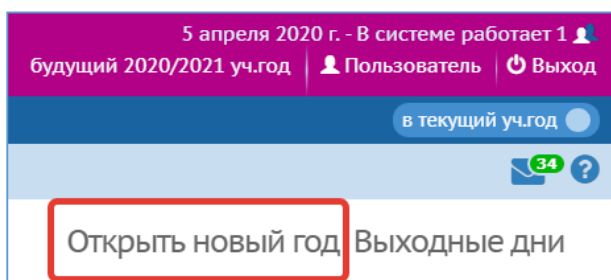 5 апреля 2020 г. - В системе работает 1
будущий 2020/2021 уч.год Пользователь Выход
в текущий уч.год
34 ?
Открыть новый год Выходные дни